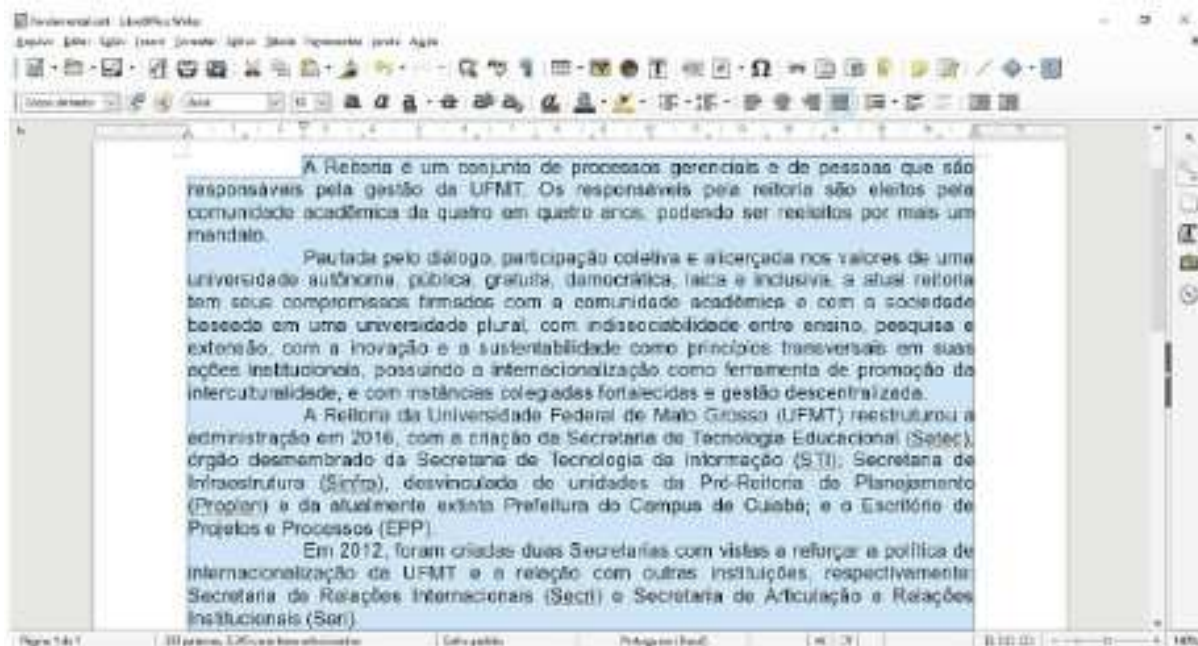 LibreOffice Writer
A Reitoria é um conjunto de processos gerenciais e de pessoas que são
responsáveis pela gestão da UFMT. Os responsáveis pela reitoria são eleitos pela
comunidade acadêmica de quatro em quatro anos, podendo ser reeleitos por mais um
mandato.
Pautada pelo diálogo, participação coletiva e alicerçada nos valores de uma
universidade autônoma, pública, gratuita, democrática, laica e inclusiva, a atual reitoria
tem seus compromissos firmados com a comunidade acadêmica e com a sociedade
baseada em uma universidade plural, com indissociabilidade entre ensino, pesquisa e
extensão, com a inovação e a sustentabilidade como princípios transversais em suas
ações institucionais, possuindo a internacionalização como ferramenta de promoção da
interculturalidade, e com instâncias colegiadas fortalecidas e gestão descentralizada.
A Reitoria da Universidade Federal de Mato Grosso (UFMT) reestruturou a
administração em 2016, com a criação da Secretaria de Tecnologia Educacional (Setec),
órgão desmembrado da Secretaria de Tecnologia da Informação (STI); Secretaria de
Infraestrutura (Sinfra), desvinculada de unidades da Pró-Reitoria de Planejamento
(Proplan) e da atualmente extinta Prefeitura do Campus de Cuiabá; e o Escritório de
Projetos e Processos (EPP).
Em 2012, foram criadas duas Secretarias com vistas a reforçar a política de
internacionalização da UFMT e a relação com outras instituições, respectivamente:
Secretaria de Relações Internacionais (Secri) e Secretaria de Articulação e Relações
Institucionais (Sari).
Página 1 de 1